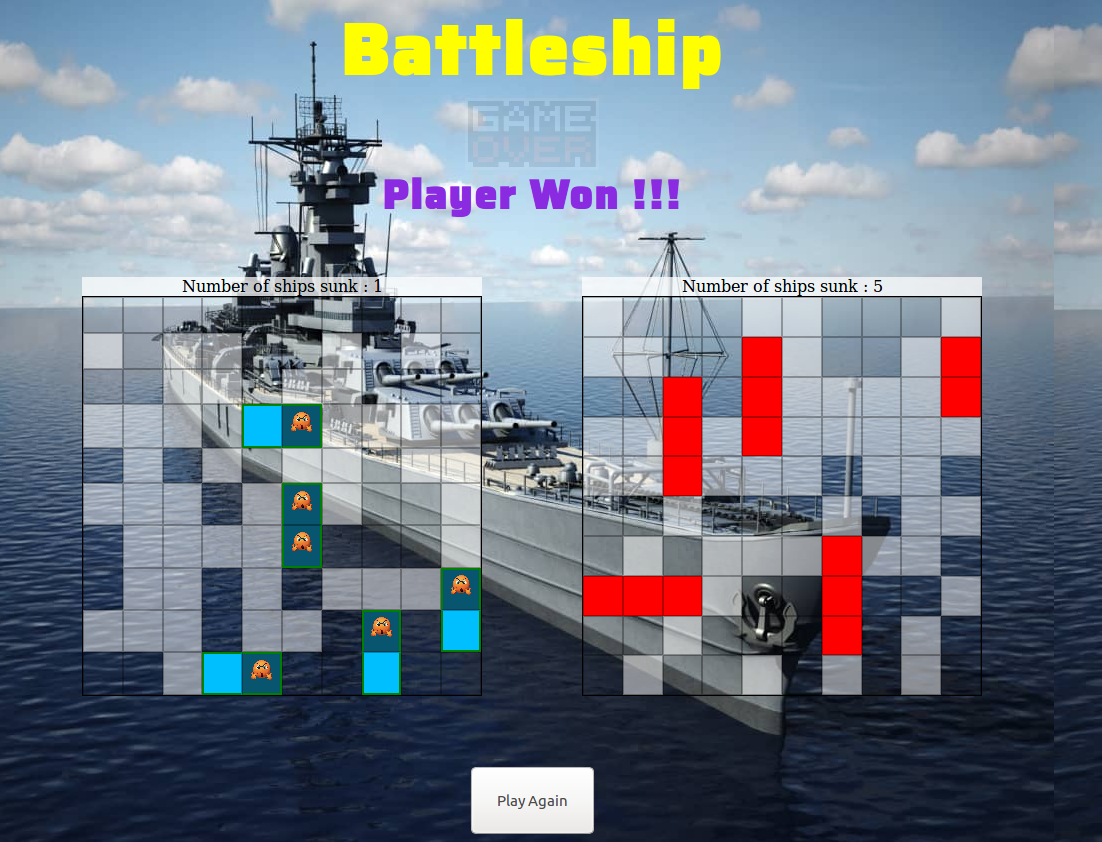 Battleship
GAME
OVER
Player Won !!!
Number of ships sunk : 1
Number of ships sunk : 5
Play Again